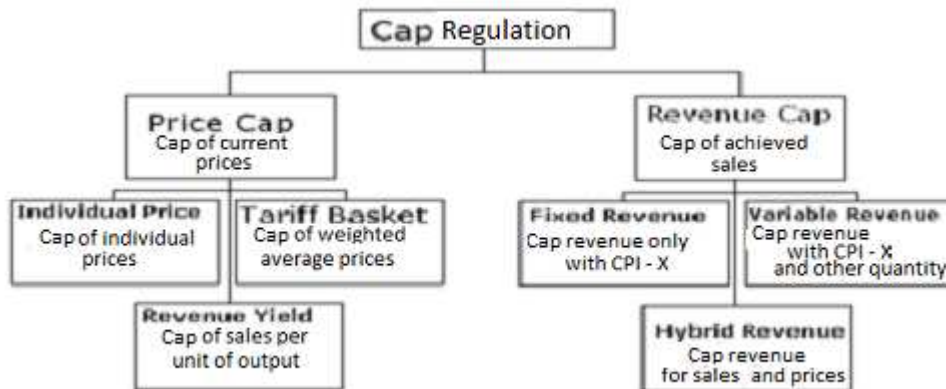 Cap Regulation
Price Cap
Cap of current
prices
Revenue Cap
Cap of achieved
sales
Individual Price
Cap of individual
prices
Tariff Basket
Cap of weighted
average prices
Fixed Revenue
Cap revenue only
with CPI - X
Variable Revenue
Cap revenue
with CPI - X
and other quantity
Revenue Yield
Cap of sales per
unit of output
Hybrid Revenue
Cap revenue
for sales and prices